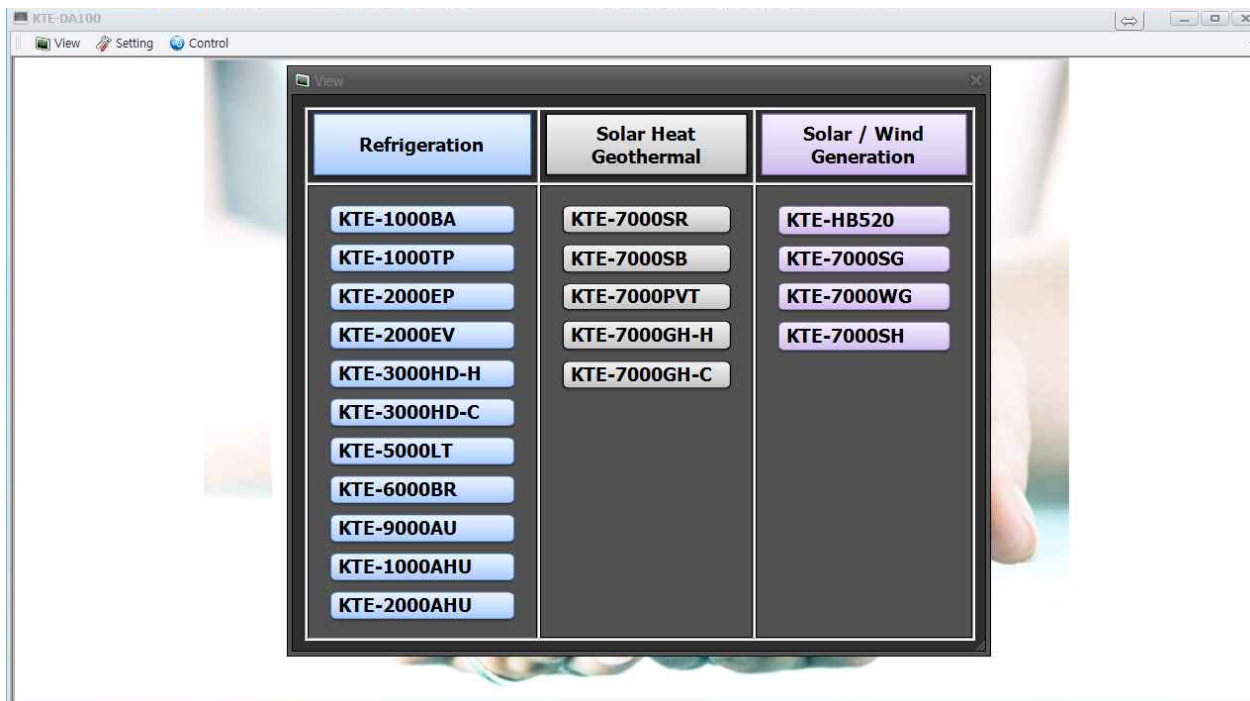 KTE-DA100
View Setting Control
View
Refrigeration
Solar Heat
Geothermal
Solar / Wind
Generation
KTE-1000BA
KTE-1000TP
KTE-2000EP
KTE-2000EV
KTE-3000HD-H
KTE-3000HD-C
KTE-5000LT
KTE-6000BR
KTE-9000AU
KTE-1000AHU
KTE-2000AHU
KTE-7000SR
KTE-7000SB
KTE-7000PVT
KTE-7000GH-H
KTE-7000GH-C
KTE-HB520
KTE-7000SG
KTE-7000WG
KTE-7000SH